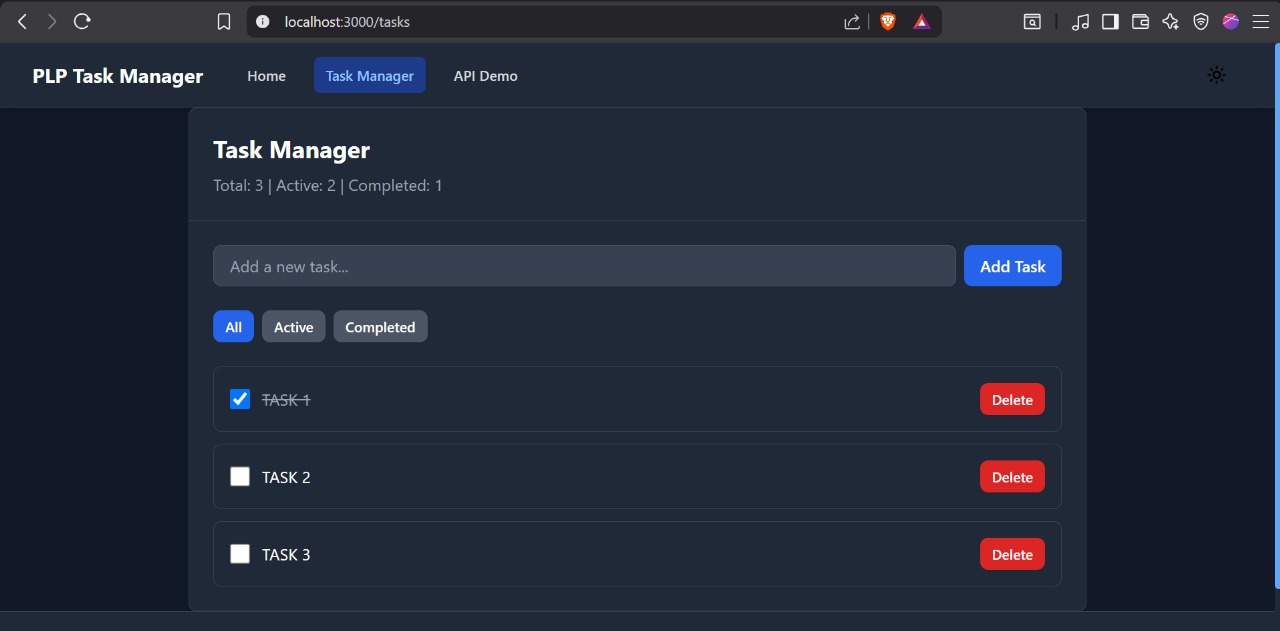 localhost:3000/tasks
PLP Task Manager Home Task Manager API Demo
Task Manager
Total: 3 | Active: 2 | Completed: 1
Add a new task... Add Task
All Active Completed
TASK 1 Delete
TASK 2 Delete
TASK 3 Delete